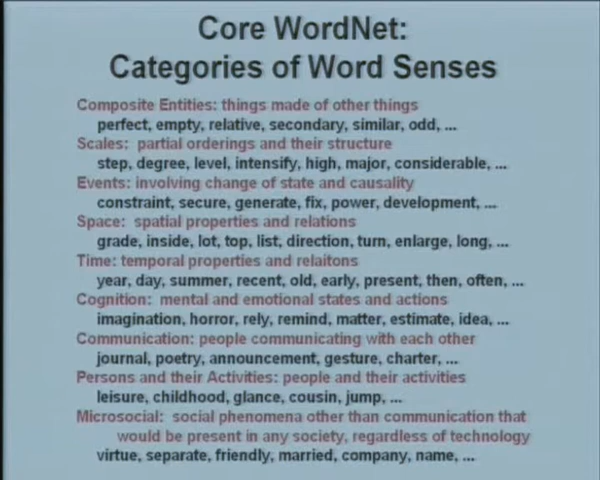 Core WordNet:
Categories of Word Senses
Composite Entities: things made of other things
perfect, empty, relative, secondary, similar, odd, ...
Scales: partial orderings and their structure
step, degree, level, intensify, high, major, considerable, ...
Events: involving change of state and causality
constraint, secure, generate, fix, power, development, ...
Space: spatial properties and relations
grade, inside, lot, top, list, direction, turn, enlarge, long, ...
Time: temporal properties and relaitons
year, day, summer, recent, old, early, present, then, often, ...
Cognition: mental and emotional states and actions
imagination, horror, rely, remind, matter, estimate, idea, ...
Communication: people communicating with each other
journal, poetry, announcement, gesture, charter, ...
Persons and their Activities: people and their activities
leisure, childhood, glance, cousin, jump, ...
Microsocial: social phenomena other than communication that
would be present in any society, regardless of technology
virtue, separate, friendly, married, company, name, ...